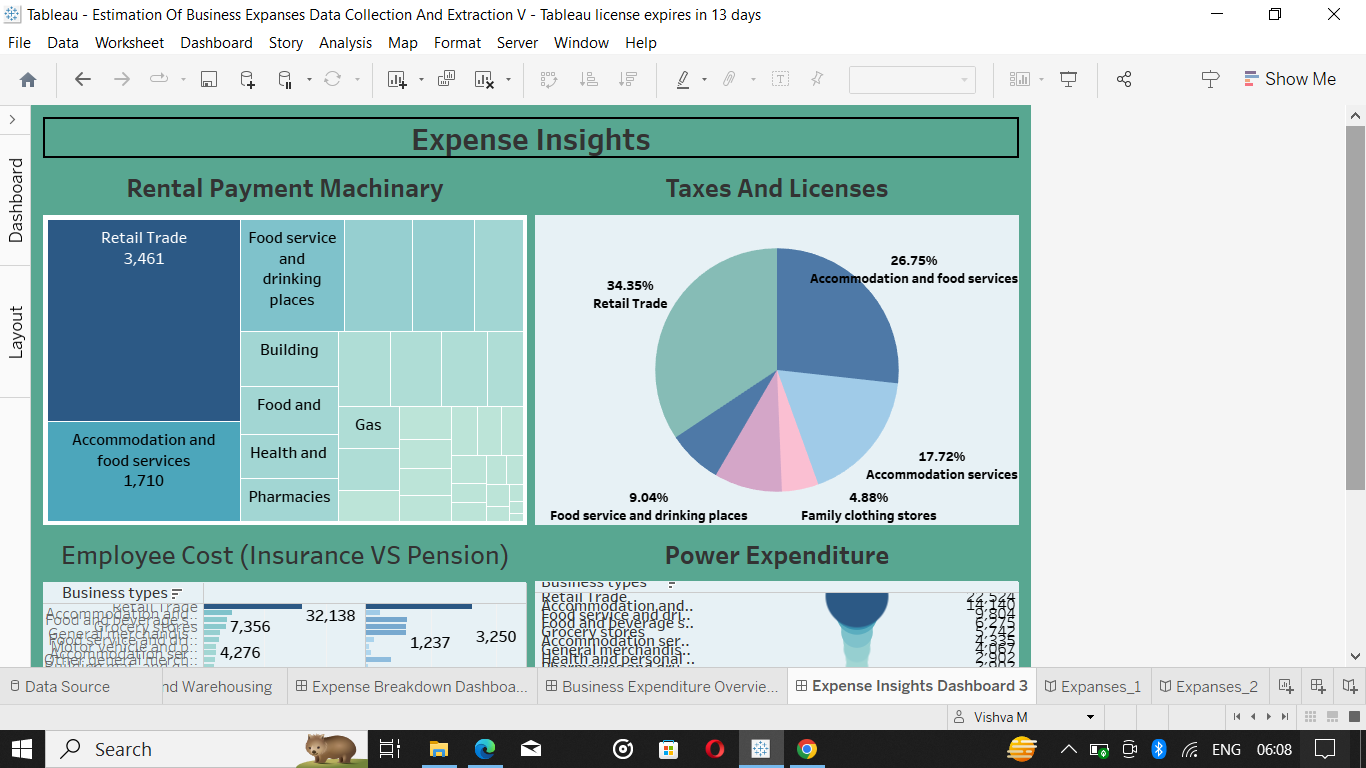 Tableau - Estimation Of Business Expanses Data Collection And Extraction V - Tableau license expires in 13 days
File Data Worksheet Dashboard Story Analysis Map Format Server Window Help
Show Me
Dashboard
Layout
Expense Insights
Rental Payment Machinary
Retail Trade
3,461
Food service
and
drinking
places
Building
Food and
Gas
Health and
Pharmacies
Accommodation and
food services
1,710
Taxes And Licenses
26.75%
Accommodation and food services
34.35%
Retail Trade
17.72%
Accommodation services
9.04%
Food service and drinking places
4.88%
Family clothing stores
Employee Cost (Insurance VS Pension)
Business types
Retail Trade
Accommodation and..
Food and beverage s..
Grocery stores
General merchandis..
Food service and dri..
Motor vehicle and p..
Accommodation ser..
Other general merch..
32,138
7,356
4,276
1,237
3,250
Power Expenditure
Business types
Retail Trade 22,524
Accommodation and.. 14,140
Food service and dri.. 9,804
Food and beverage s.. 6,275
Grocery stores 5,742
Accommodation ser.. 4,335
General merchandis.. 4,067
Health and personal .. 2,902
Data Source
nd Warehousing
Expense Breakdown Dashboa...
Business Expenditure Overvie...
Expense Insights Dashboard 3
Expanses_1
Expanses_2
Vishva M
Search
ENG 06:08